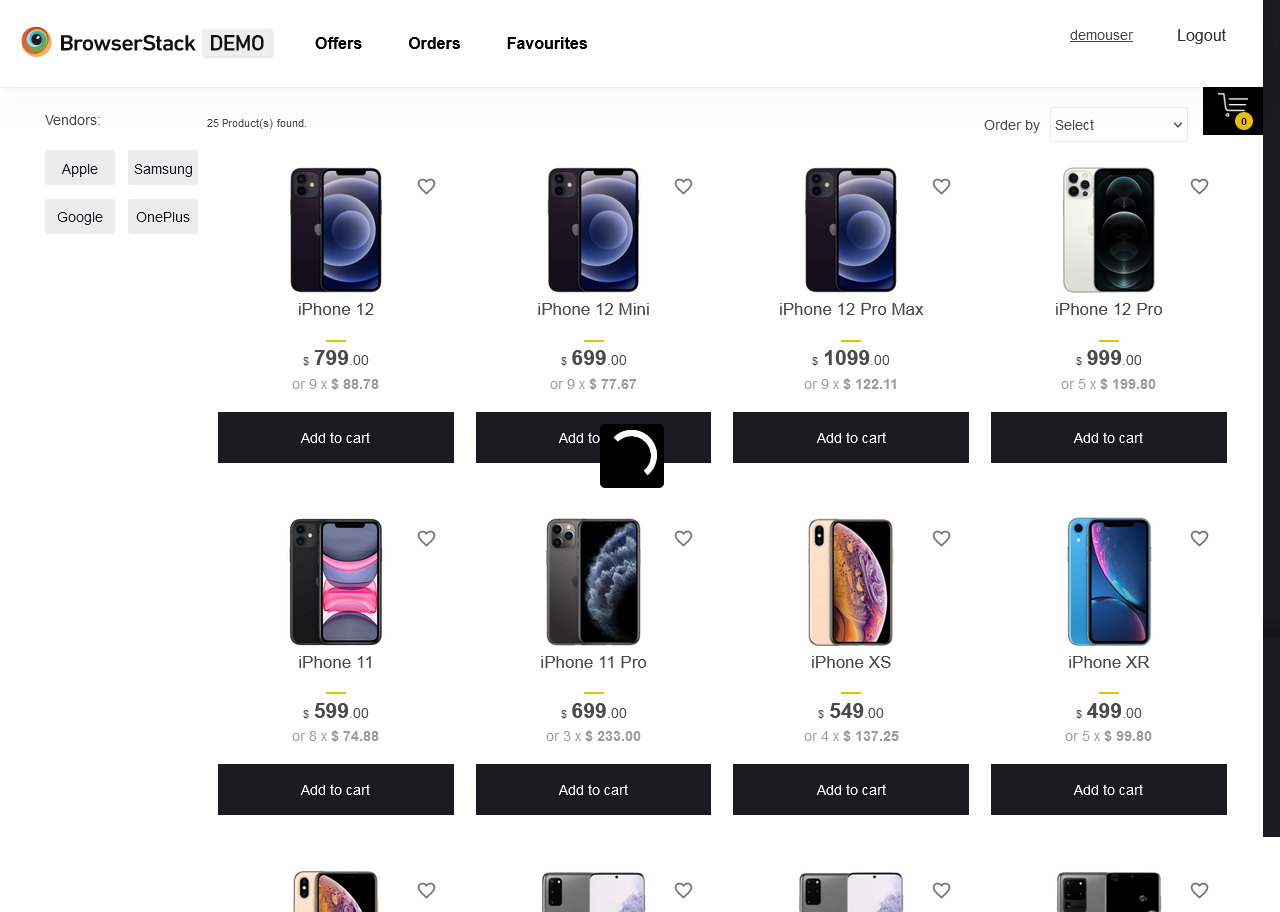 BrowserStack DEMO
Offers Orders Favourites
demouser Logout
Vendors:
25 Product(s) found.
Order by Select
0
Apple Samsung
Google OnePlus
iPhone 12 iPhone 12 Mini iPhone 12 Pro Max iPhone 12 Pro
$ 799.00 $ 699.00 $ 1099.00 $ 999.00
or 9 x $ 88.78 or 9 x $ 77.67 or 9 x $ 122.11 or 5 x $ 199.80
Add to cart Add to Add to cart Add to cart
iPhone 11 iPhone 11 Pro iPhone XS iPhone XR
$ 599.00 $ 699.00 $ 549.00 $ 499.00
or 8 x $ 74.88 or 3 x $ 233.00 or 4 x $ 137.25 or 5 x $ 99.80
Add to cart Add to cart Add to cart Add to cart